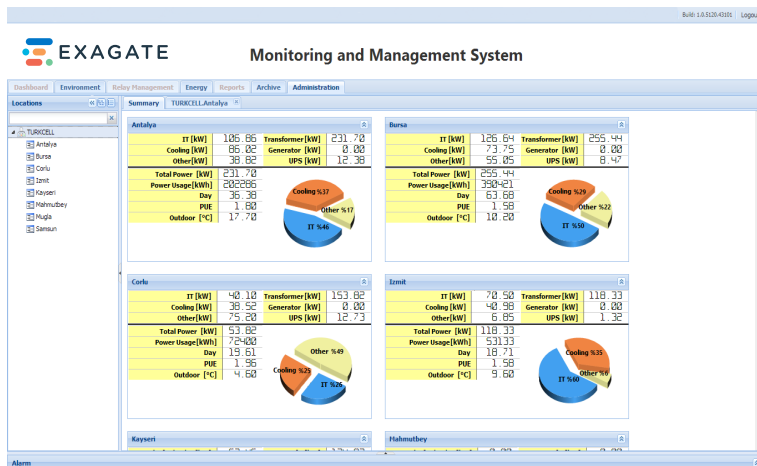 Build: 1.0.5120.43101 Logou
EXAGATE
Monitoring and Management System
Dashboard Environment Relay Management Energy Reports Archive Administration
Locations
Summary TURKCELL.Antalya
TURKCELL
Antalya
Bursa
Corlu
Izmit
Kayseri
Mahmutbey
Mugla
Samsun
Antalya
IT [kW] 106.86 Transformer[kW] 231.70
Cooling [kW] 86.02 Generator [kW] 0.00
Other[kW] 38.82 UPS [kW] 12.38
Total Power [kW] 231.70
Power Usage[kWh] 202286
Day 36.38
PUE 1.80
Outdoor [°C] 17.70
Cooling %37
Other %17
IT %46
Bursa
IT [kW] 126.64 Transformer[kW] 255.44
Cooling [kW] 73.75 Generator [kW] 0.00
Other[kW] 55.05 UPS [kW] 8.47
Total Power [kW] 255.44
Power Usage[kWh] 390421
Day 63.68
PUE 1.58
Outdoor [°C] 10.20
Cooling %29
Other %22
IT %50
Corlu
IT [kW] 40.10 Transformer[kW] 153.82
Cooling [kW] 38.52 Generator [kW] 0.00
Other[kW] 75.20 UPS [kW] 12.73
Total Power [kW] 53.82
Power Usage[kWh] 72400
Day 19.61
PUE 1.96
Outdoor [°C] 4.60
Other %49
Cooling %25
IT %26
Izmit
IT [kW] 70.50 Transformer[kW] 118.33
Cooling [kW] 40.98 Generator [kW] 0.00
Other[kW] 6.85 UPS [kW] 1.32
Total Power [kW] 118.33
Power Usage[kWh] 53133
Day 18.71
PUE 1.58
Outdoor [°C] 9.60
Cooling %35
Other %6
IT %60
Kayseri
Mahmutbey
Alarm